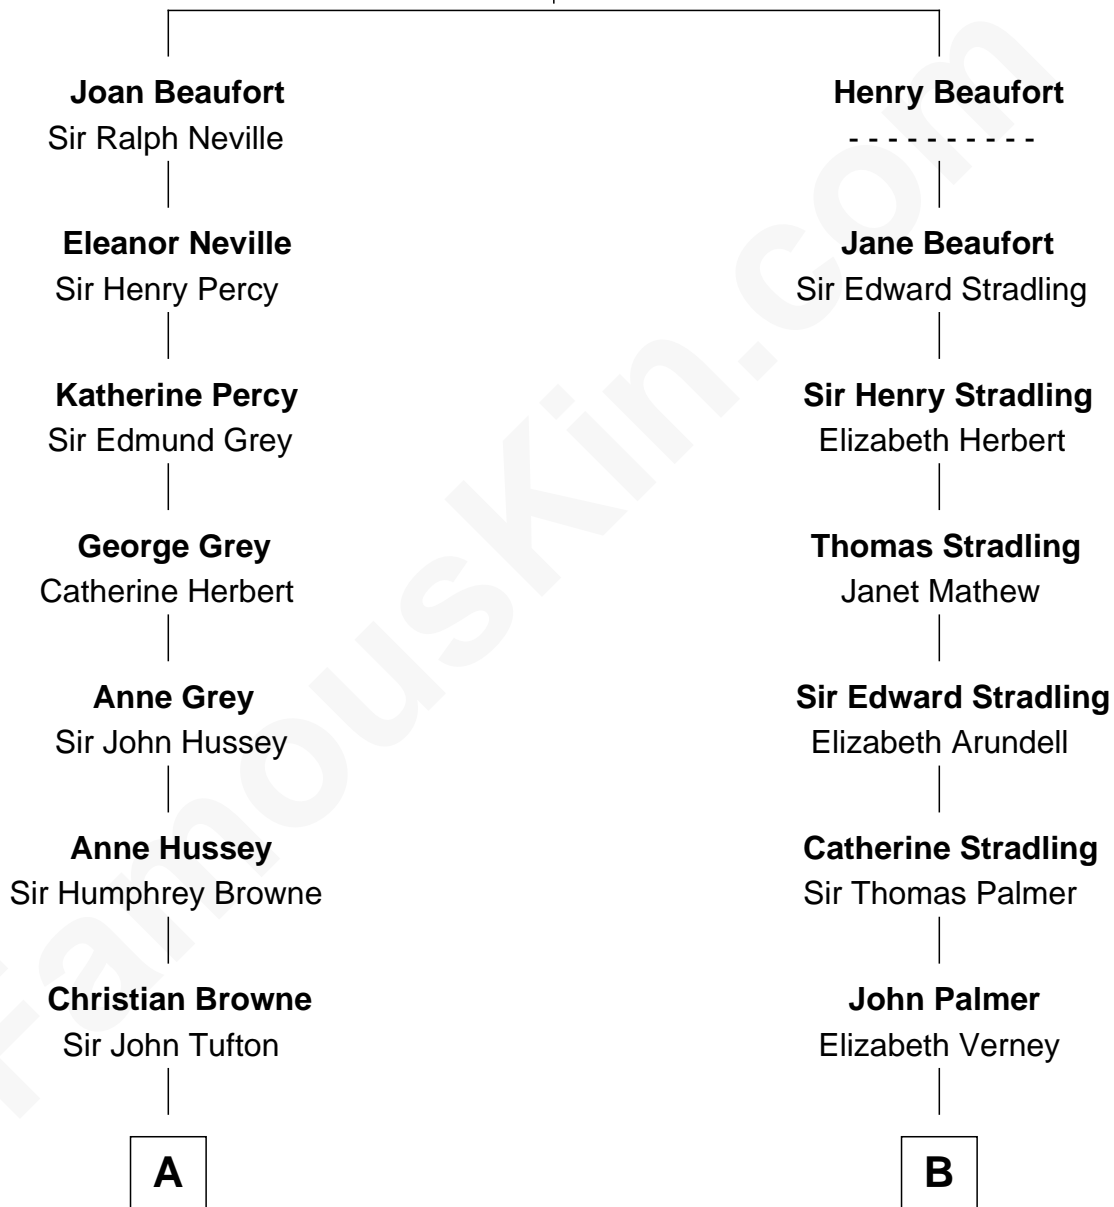 Joan Beaufort
Sir Ralph Neville
Eleanor Neville
Sir Henry Percy
Katherine Percy
Sir Edmund Grey
George Grey
Catherine Herbert
Anne Grey
Sir John Hussey
Anne Hussey
Sir Humphrey Browne
Christian Browne
Sir John Tufton
A
Henry Beaufort
- - - - - - - - - -
Jane Beaufort
Sir Edward Stradling
Sir Henry Stradling
Elizabeth Herbert
Thomas Stradling
Janet Mathew
Sir Edward Stradling
Elizabeth Arundell
Catherine Stradling
Sir Thomas Palmer
John Palmer
Elizabeth Verney
B
FamousKin.com